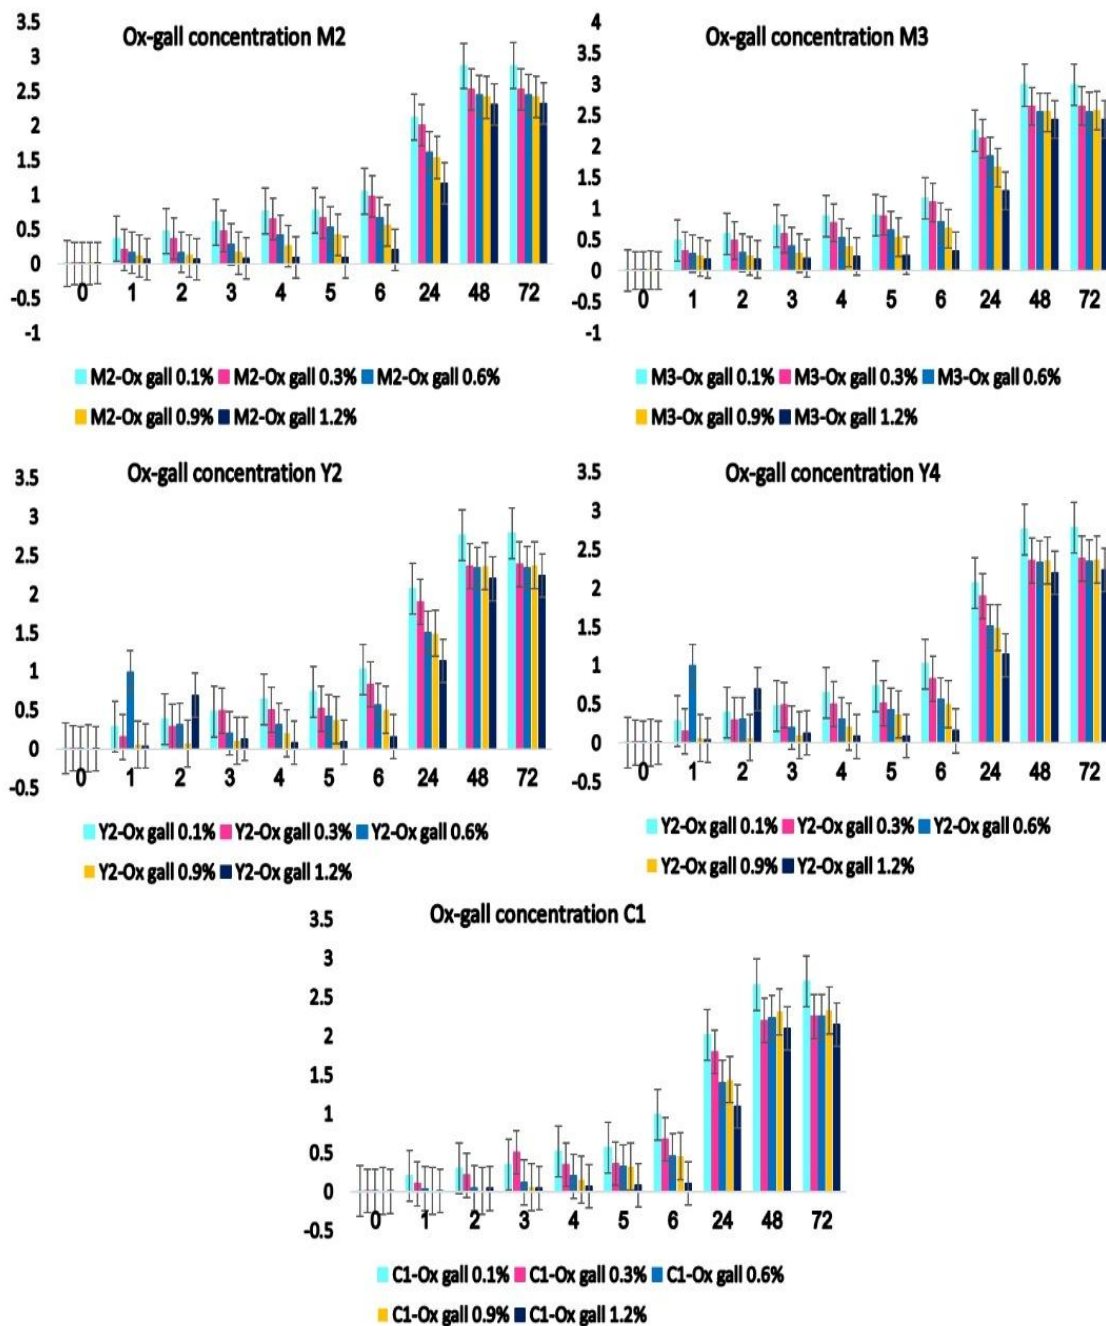 Ox-gall concentration M2
3.5
3
2.5
2
1.5
1
0.5
0
-0.5
-1
0 1 2 3 4 5 6 24 48 72
M2-Ox gall 0.1% M2-Ox gall 0.3% M2-Ox gall 0.6%
M2-Ox gall 0.9% M2-Ox gall 1.2%
Ox-gall concentration M3
4
3.5
3
2.5
2
1.5
1
0.5
0
-0.5
-1
0 1 2 3 4 5 6 24 48 72
M3-Ox gall 0.1% M3-Ox gall 0.3% M3-Ox gall 0.6%
M3-Ox gall 0.9% M3-Ox gall 1.2%
Ox-gall concentration Y2
3.5
3
2.5
2
1.5
1
0.5
0
-0.5
0 1 2 3 4 5 6 24 48 72
Y2-Ox gall 0.1% Y2-Ox gall 0.3% Y2-Ox gall 0.6%
Y2-Ox gall 0.9% Y2-Ox gall 1.2%
Ox-gall concentration Y4
3.5
3
2.5
2
1.5
1
0.5
0
-0.5
0 1 2 3 4 5 6 24 48 72
Y2-Ox gall 0.1% Y2-Ox gall 0.3% Y2-Ox gall 0.6%
Y2-Ox gall 0.9% Y2-Ox gall 1.2%
Ox-gall concentration C1
3.5
3
2.5
2
1.5
1
0.5
0
-0.5
0 1 2 3 4 5 6 24 48 72
C1-Ox gall 0.1% C1-Ox gall 0.3% C1-Ox gall 0.6%
C1-Ox gall 0.9% C1-Ox gall 1.2%